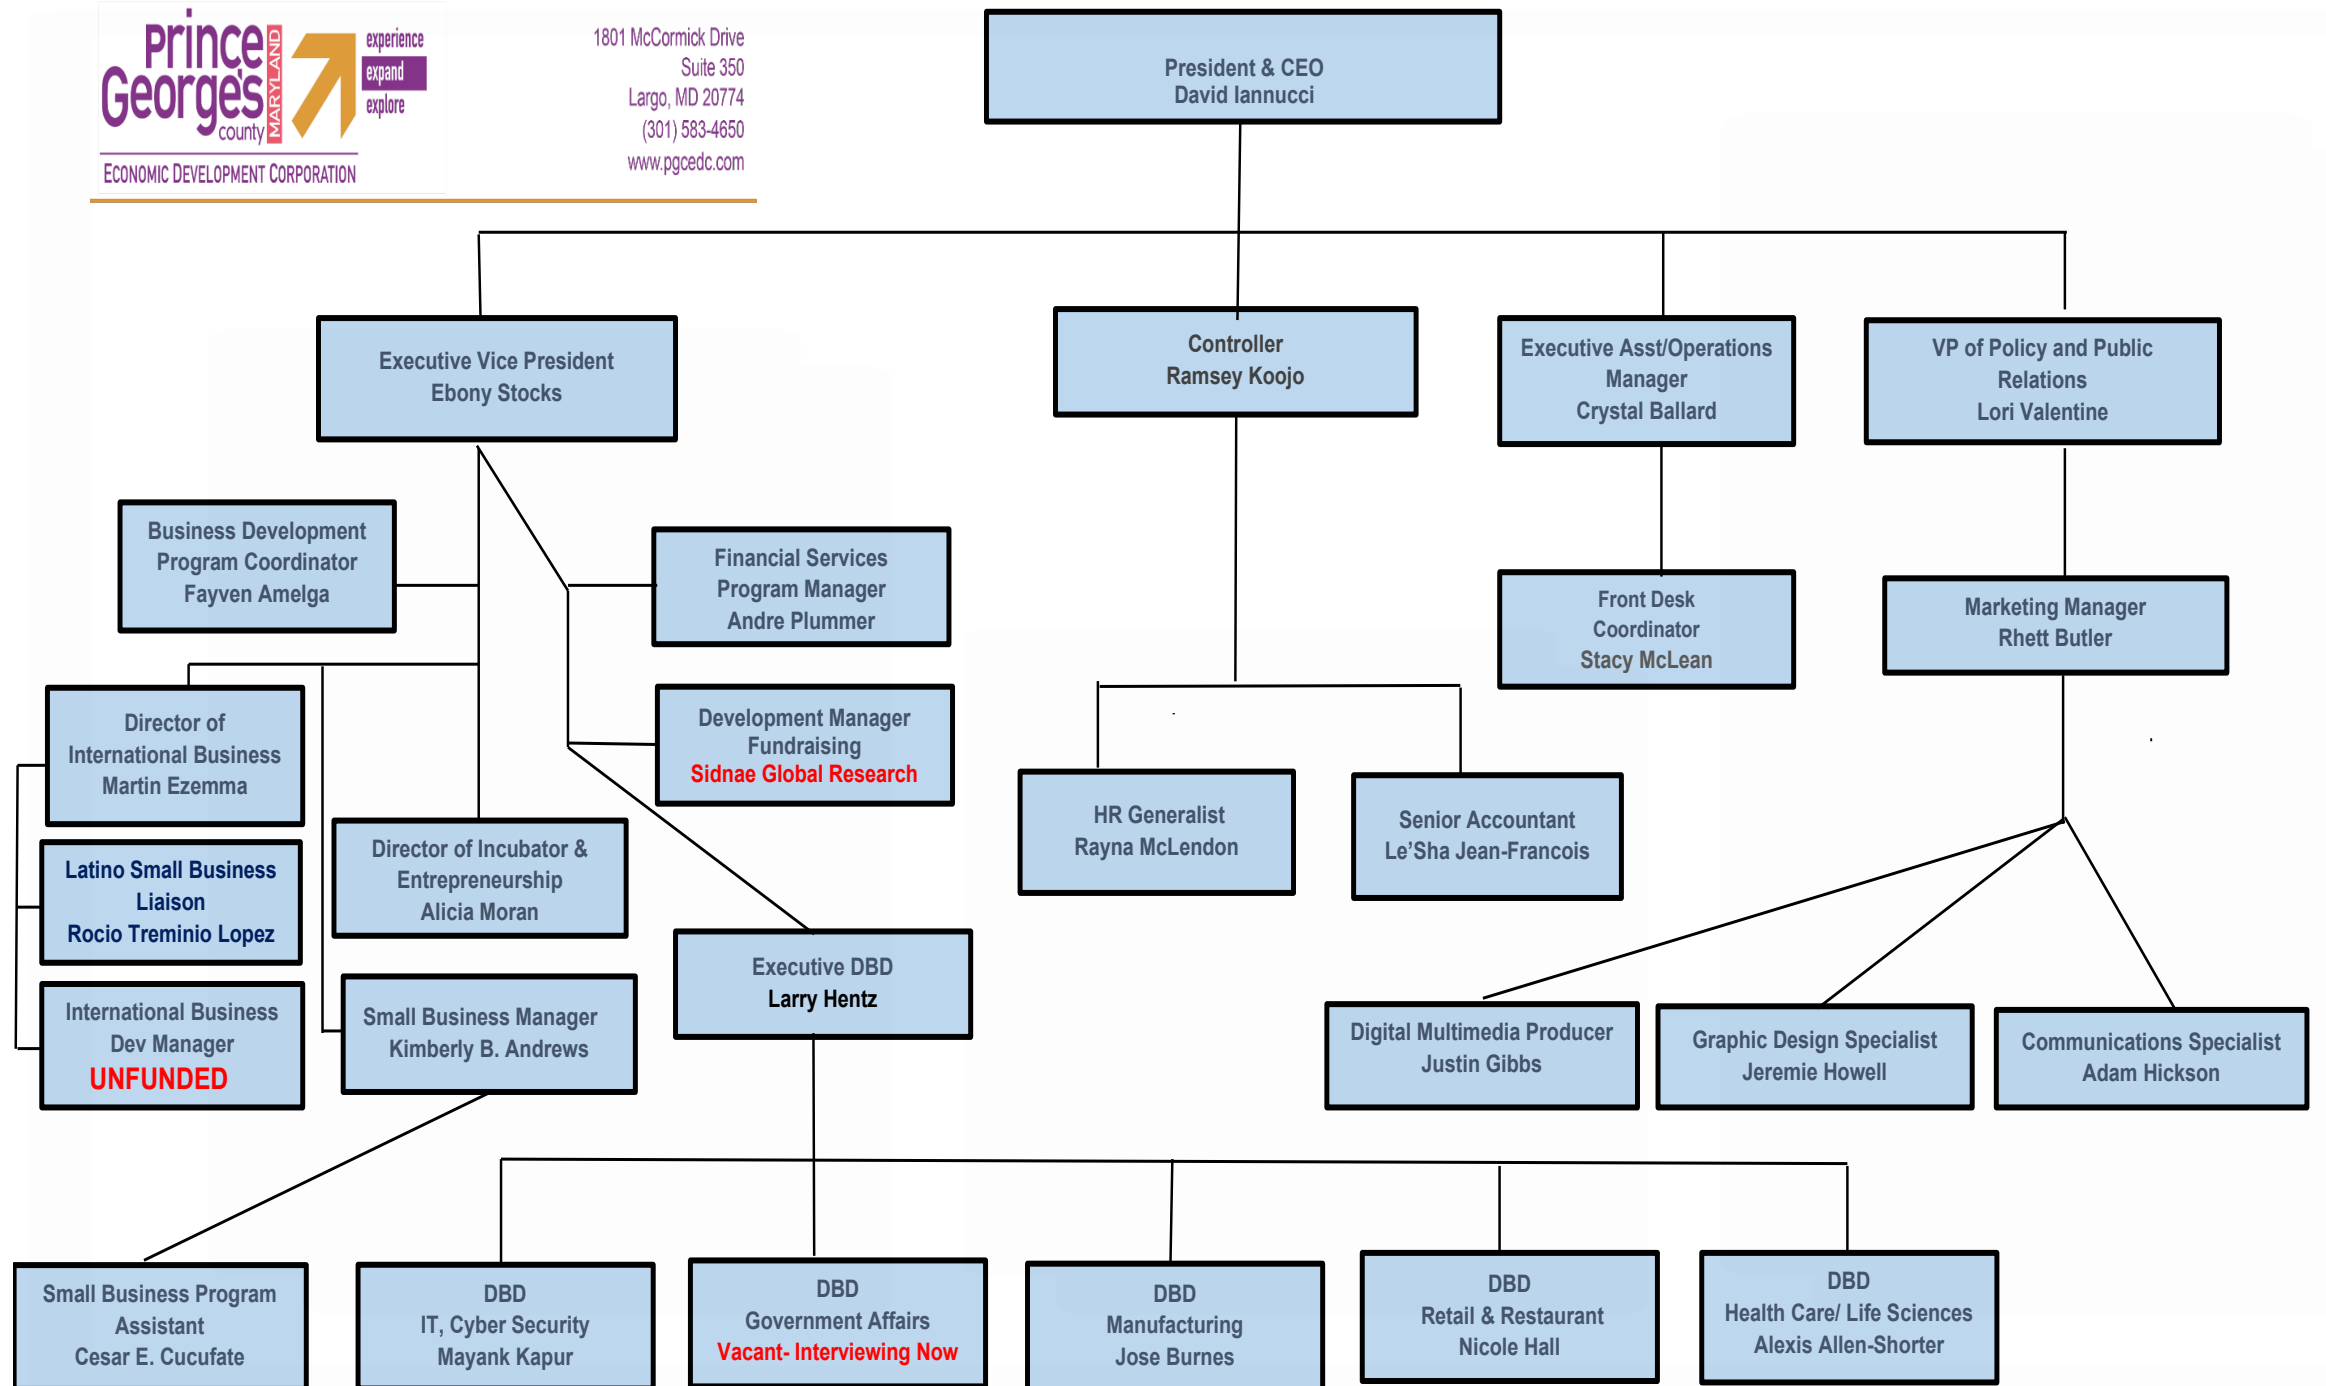 Prince
George's
county
MARYLAND
experience
expand
explore
ECONOMIC DEVELOPMENT CORPORATION
1801 McCormick Drive
Suite 350
Largo, MD 20774
(301) 583-4650
www.pgcedc.com
President & CEO
David Iannucci
Executive Vice President
Ebony Stocks
Controller
Ramsey Koojo
Executive Asst/Operations
Manager
Crystal Ballard
VP of Policy and Public
Relations
Lori Valentine
Business Development
Program Coordinator
Fayven Amelga
Financial Services
Program Manager
Andre Plummer
Front Desk
Coordinator
Stacy McLean
Marketing Manager
Rhett Butler
Director of
International Business
Martin Ezemma
Development Manager
Fundraising
Sidnae Global Research
HR Generalist
Rayna McLendon
Senior Accountant
Le’Sha Jean-Francois
Latino Small Business
Liaison
Rocio Treminio Lopez
Director of Incubator &
Entrepreneurship
Alicia Moran
Executive DBD
Larry Hentz
International Business
Dev Manager
UNFUNDED
Small Business Manager
Kimberly B. Andrews
Digital Multimedia Producer
Justin Gibbs
Graphic Design Specialist
Jeremie Howell
Communications Specialist
Adam Hickson
Small Business Program
Assistant
Cesar E. Cucufate
DBD
IT, Cyber Security
Mayank Kapur
DBD
Government Affairs
Vacant- Interviewing Now
DBD
Manufacturing
Jose Burnes
DBD
Retail & Restaurant
Nicole Hall
DBD
Health Care/ Life Sciences
Alexis Allen-Shorter